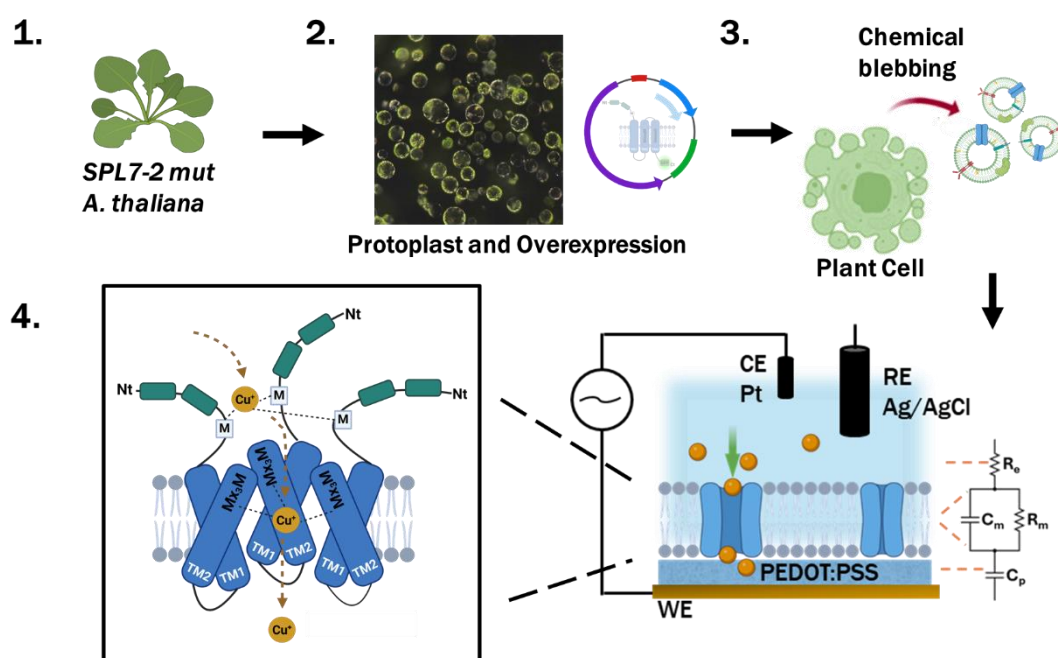 1.
SPL7-2 mut
A. thaliana
2.
Protoplast and Overexpression
3.
Chemical
blebbing
Plant Cell
4.
Nt
Nt
Nt
Cu⁺
M
M
M
Mx₃M
Mx₃M
Mx₃M
Cu⁺
TM2
TM1
TM1
TM2
TM1
TM2
Cu⁺
CE
Pt
RE
Ag/AgCl
PEDOT:PSS
WE
Rₑ
Cₘ
Rₘ
Cₚ